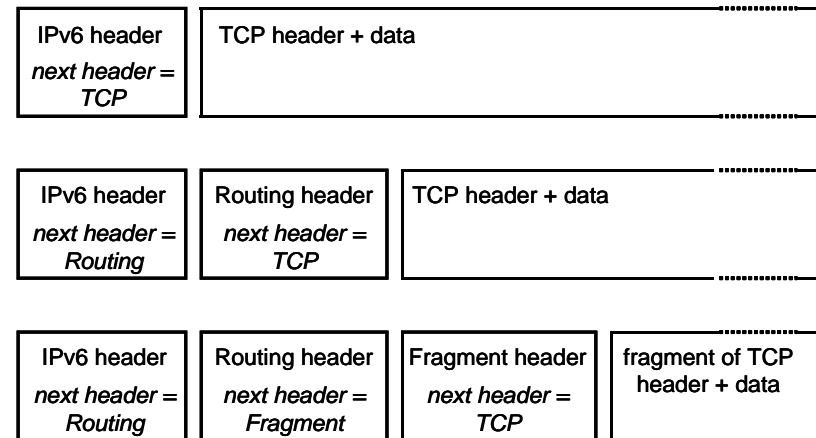 IPv6 header
next header =
TCP
TCP header + data
IPv6 header
next header =
Routing
Routing header
next header =
TCP
TCP header + data
IPv6 header
next header =
Routing
Routing header
next header =
Fragment
Fragment header
next header =
TCP
fragment of TCP
header + data